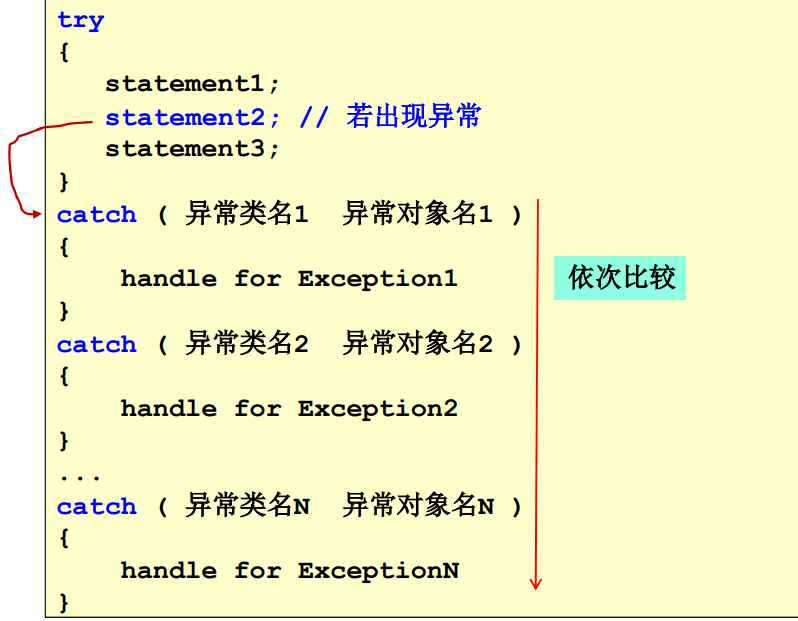 try
{
statement1;
statement2; // 若出现异常
statement3;
}
catch ( 异常类名1 异常对象名1 )
{
handle for Exception1
}
依次比较
catch ( 异常类名2 异常对象名2 )
{
handle for Exception2
}
...
catch ( 异常类名N 异常对象名N )
{
handle for ExceptionN
}